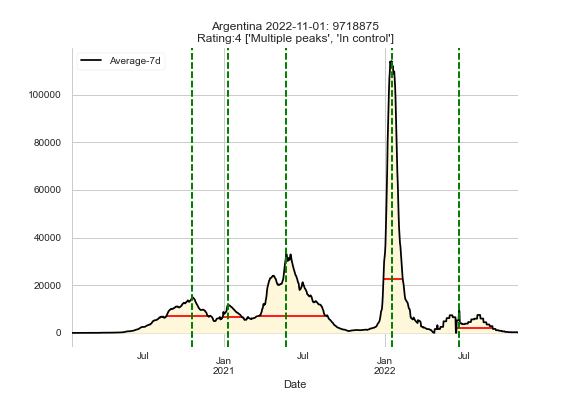 Argentina 2022-11-01: 9718875
Rating:4 ['Multiple peaks', 'In control']
Average-7d
100000
80000
60000
40000
20000
0
Jul
Jan
2021
Jul
Jan
2022
Jul
Date